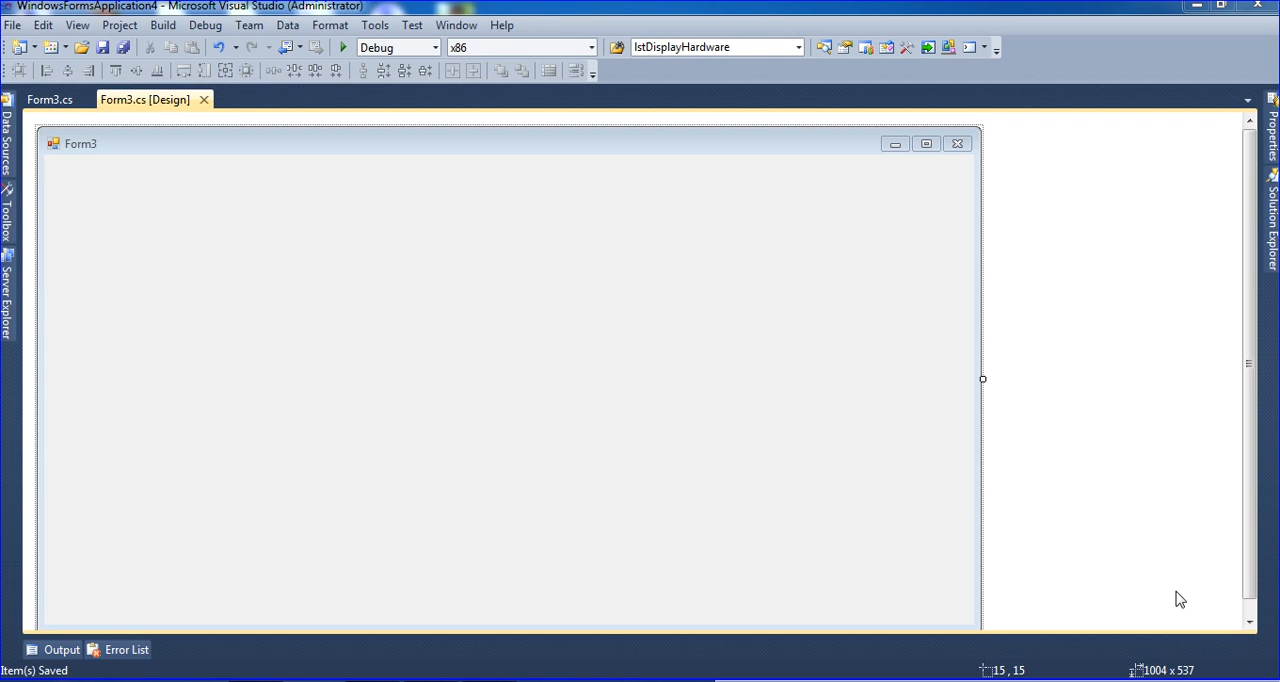 WindowsFormsApplication4 - Microsoft Visual Studio (Administrator)
File Edit View Project Build Debug Team Data Format Tools Test Window Help
Debug x86 lstDisplayHardware
Form3.cs Form3.cs [Design]
Data Sources
Toolbox
Server Explorer
Form3
Properties
Solution Explorer
Output Error List
Item(s) Saved 15 , 15 1004 x 537